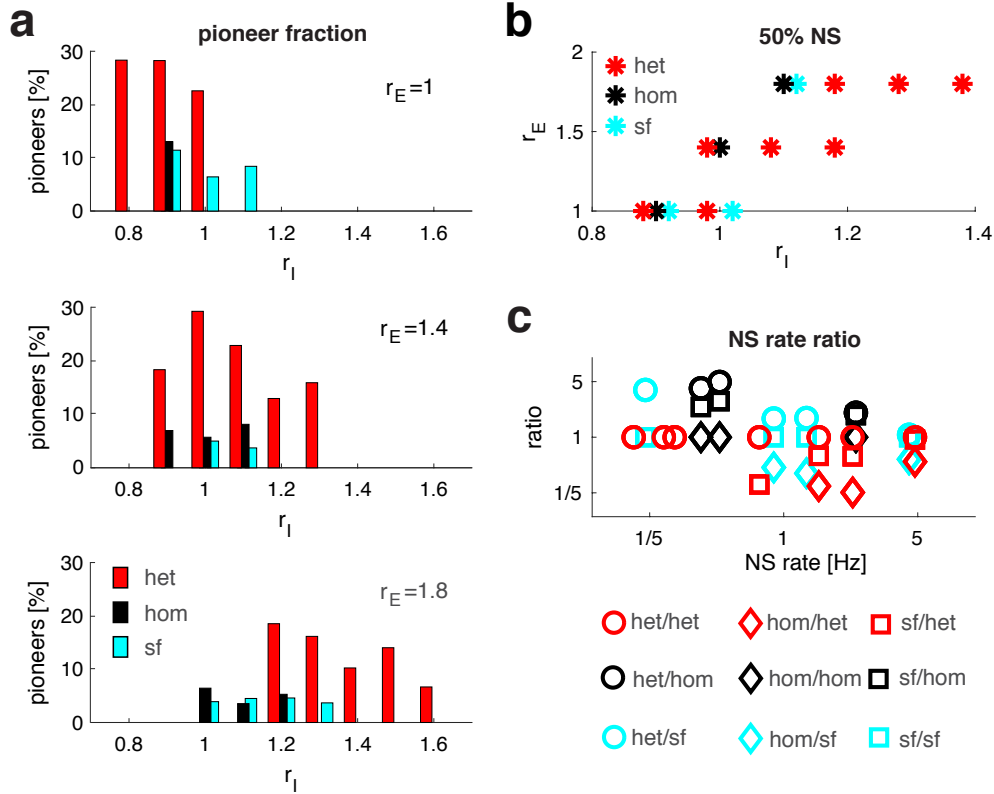 a
pioneer fraction
pioneers [%]
30
20
10
0
r_E=1
0.8 1 1.2 1.4 1.6
r_I
pioneers [%]
30
20
10
0
r_E=1.4
0.8 1 1.2 1.4 1.6
r_I
pioneers [%]
30
20
10
0
het
hom
sf
r_E=1.8
0.8 1 1.2 1.4 1.6
r_I
b
50% NS
r_E
2
1.5
1
het
hom
sf
0.8 1 1.2 1.4
r_I
c
NS rate ratio
ratio
5
1
1/5
1/5 1 5
NS rate [Hz]
het/het hom/het sf/het
het/hom hom/hom sf/hom
het/sf hom/sf sf/sf